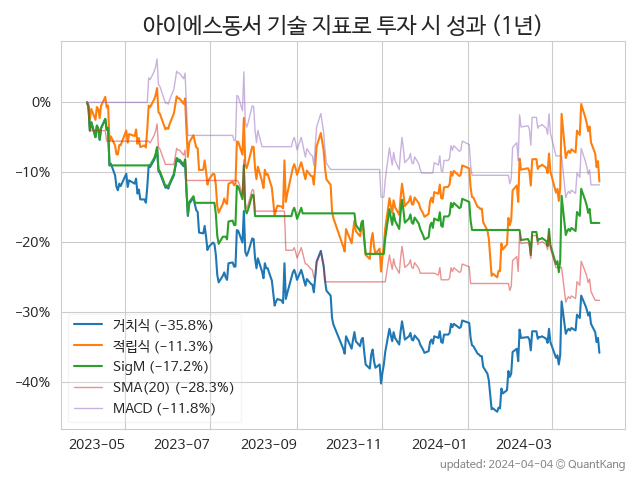 아이에스동서 기술 지표로 투자 시 성과 (1년)
0%
−10%
−20%
−30%
−40%
거치식 (−35.8%)
적립식 (−11.3%)
SigM (−17.2%)
SMA(20) (−28.3%)
MACD (−11.8%)
2023−05
2023−07
2023−09
2023−11
2024−01
2024−03
updated: 2024−04−04 © QuantKang